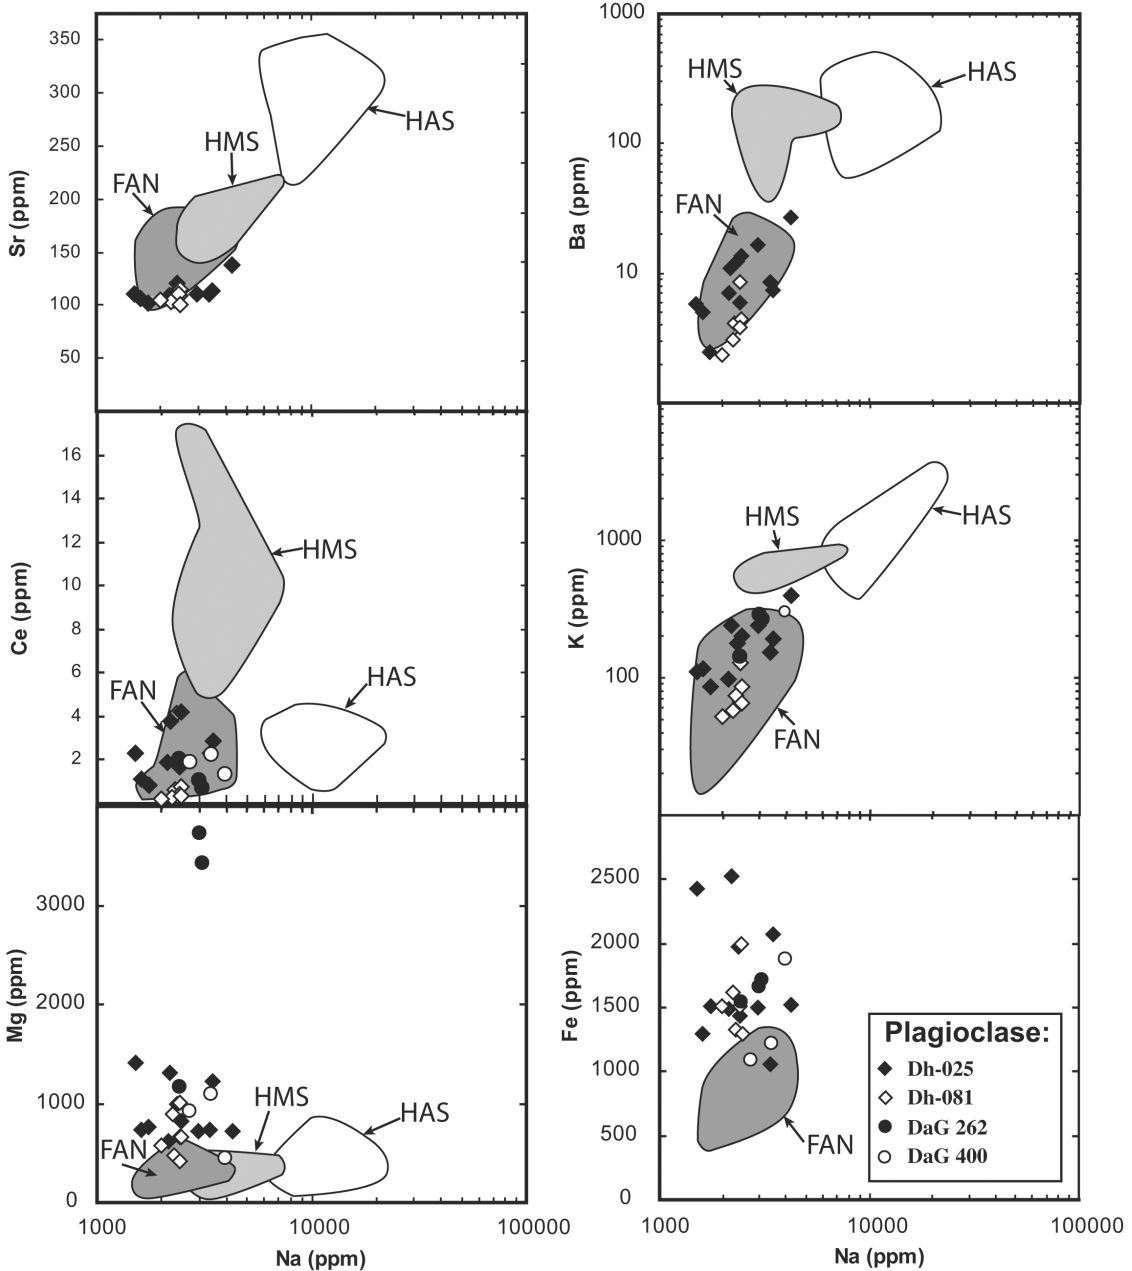 350
300
250
200
150
100
50
Sr (ppm)
FAN
HMS
HAS
1000
100
10
Ba (ppm)
HMS
HAS
FAN
16
14
12
10
8
6
4
2
Ce (ppm)
HMS
FAN
HAS
1000
100
K (ppm)
HMS
HAS
FAN
3000
2000
1000
0
Mg (ppm)
FAN
HMS
HAS
1000
10000
100000
Na (ppm)
2500
2000
1500
1000
500
0
Fe (ppm)
FAN
Plagioclase:
Dh-025
Dh-081
DaG 262
DaG 400
1000
10000
100000
Na (ppm)